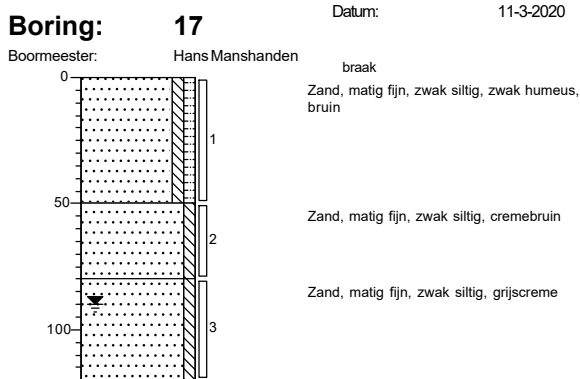 Boring: 17
Datum: 11-3-2020
Boormeester: Hans Manshanden
braak
0
Zand, matig fijn, zwak siltig, zwak humeus,
bruin
1
50
Zand, matig fijn, zwak siltig, cremebruin
2
Zand, matig fijn, zwak siltig, grijscreme
100
3